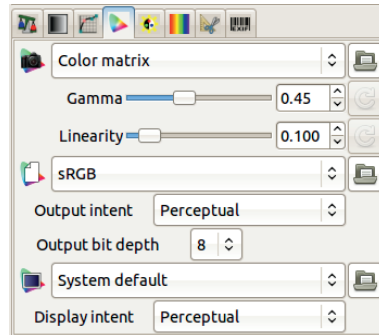 EXIF
Color matrix
Gamma 0.45
Linearity 0.100
sRGB
Output intent Perceptual
Output bit depth 8
System default
Display intent Perceptual